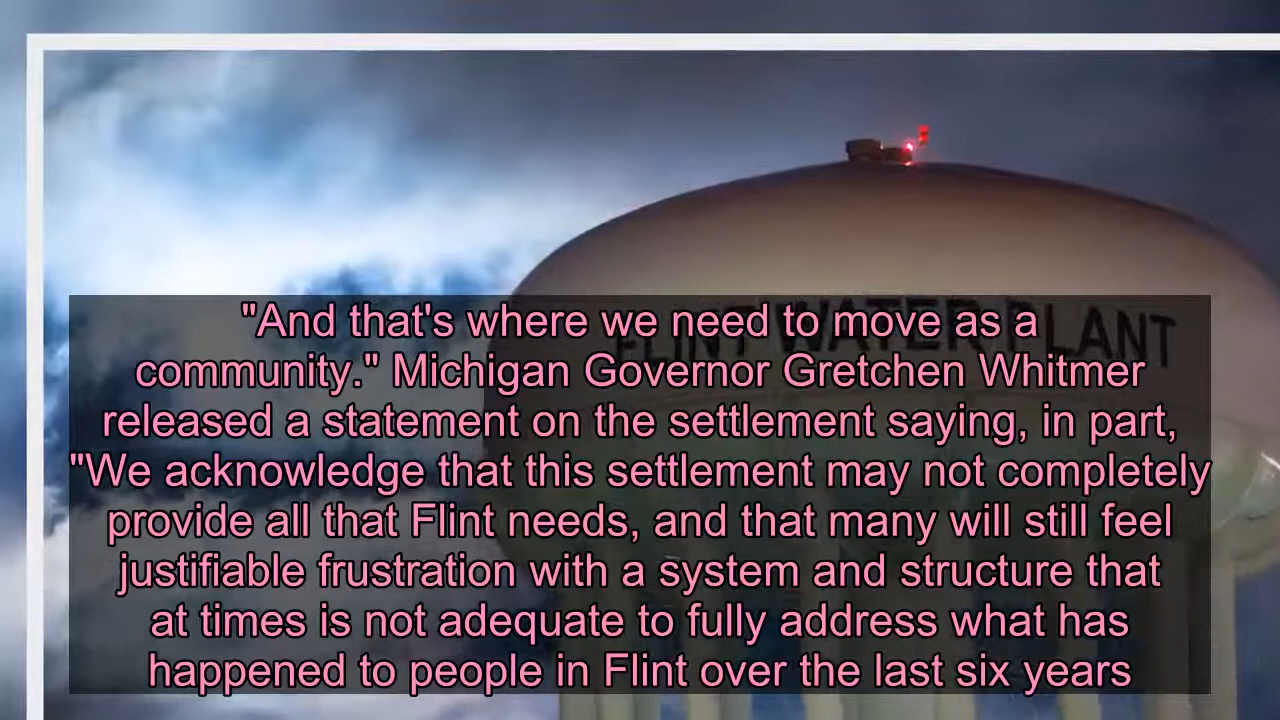 FLINT WATER PLANT
"And that's where we need to move as a
community." Michigan Governor Gretchen Whitmer
released a statement on the settlement saying, in part,
"We acknowledge that this settlement may not completely
provide all that Flint needs, and that many will still feel
justifiable frustration with a system and structure that
at times is not adequate to fully address what has
happened to people in Flint over the last six years